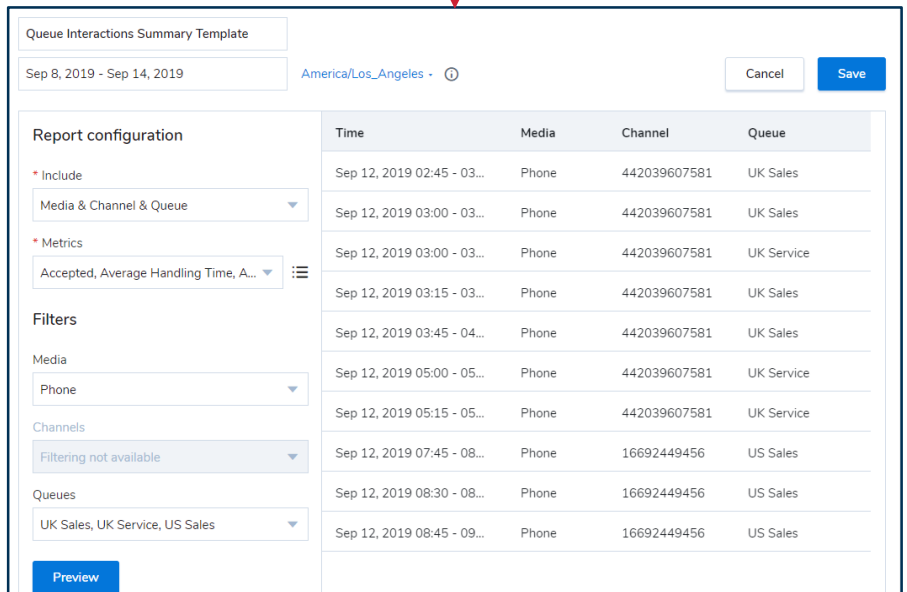 Queue Interactions Summary Template
Sep 8, 2019 - Sep 14, 2019
America/Los_Angeles
Cancel
Save
Report configuration
* Include
Media & Channel & Queue
* Metrics
Accepted, Average Handling Time, A...
Filters
Media
Phone
Channels
Filtering not available
Queues
UK Sales, UK Service, US Sales
Preview
Time Media Channel Queue
Sep 12, 2019 02:45 - 03... Phone 442039607581 UK Sales
Sep 12, 2019 03:00 - 03... Phone 442039607581 UK Sales
Sep 12, 2019 03:00 - 03... Phone 442039607581 UK Service
Sep 12, 2019 03:15 - 03... Phone 442039607581 UK Sales
Sep 12, 2019 03:45 - 04... Phone 442039607581 UK Sales
Sep 12, 2019 05:00 - 05... Phone 442039607581 UK Service
Sep 12, 2019 05:15 - 05... Phone 442039607581 UK Service
Sep 12, 2019 07:45 - 08... Phone 16692449456 US Sales
Sep 12, 2019 08:30 - 08... Phone 16692449456 US Sales
Sep 12, 2019 08:45 - 09... Phone 16692449456 US Sales